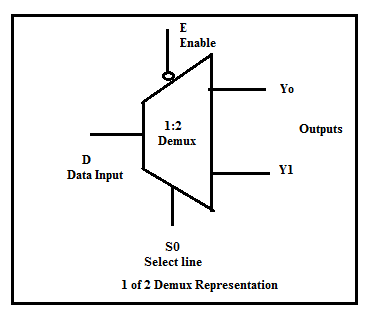 E
Enable
Yo
1:2
Demux
Outputs
D
Data Input
Y1
S0
Select line
1 of 2 Demux Representation